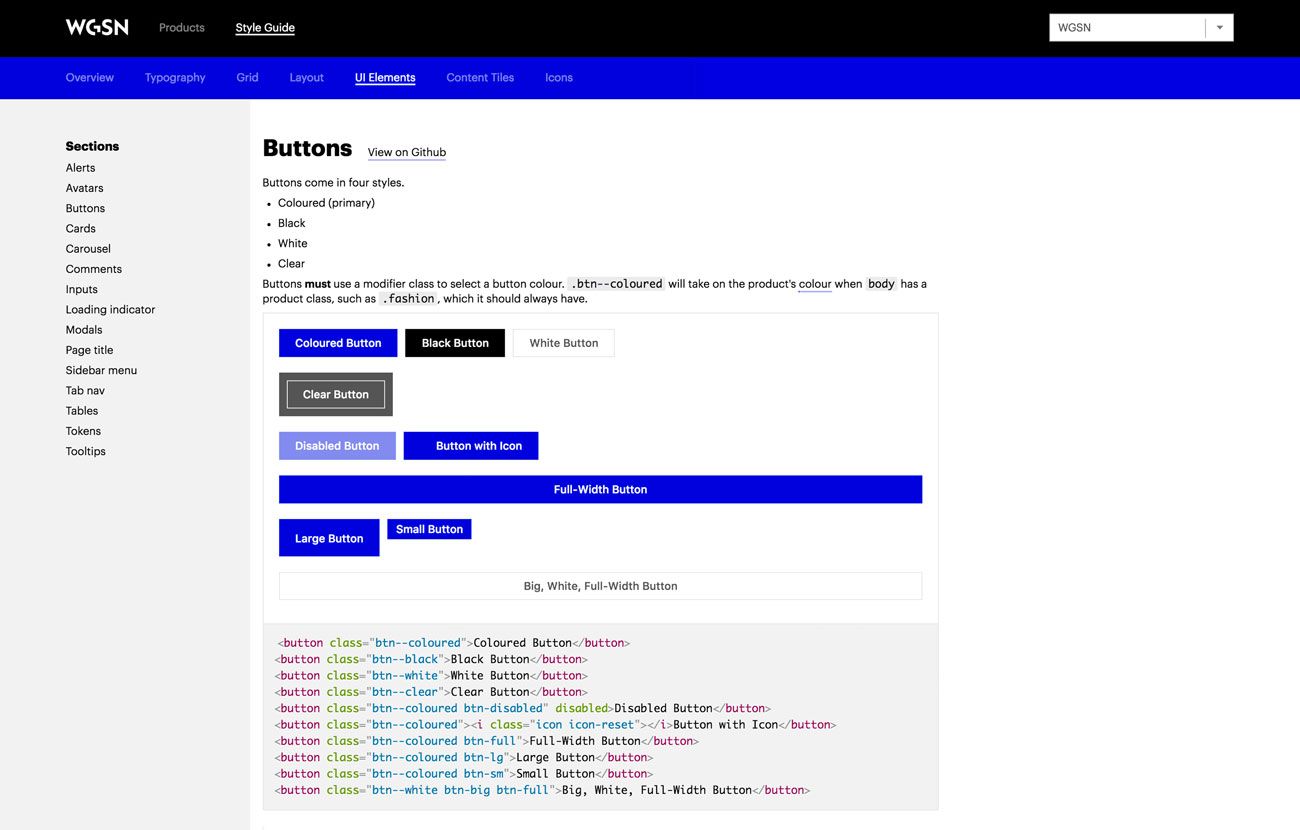 WGSN Products Style Guide WGSN
Overview Typography Grid Layout UI Elements Content Tiles Icons
Sections
Alerts
Avatars
Buttons
Cards
Carousel
Comments
Inputs
Loading indicator
Modals
Page title
Sidebar menu
Tab nav
Tables
Tokens
Tooltips
Buttons View on Github
Buttons come in four styles.
• Coloured (primary)
• Black
• White
• Clear
Buttons must use a modifier class to select a button colour. .btn--coloured will take on the product's colour when body has a
product class, such as .fashion, which it should always have.
Coloured Button Black Button White Button
Clear Button
Disabled Button Button with Icon
Full-Width Button
Large Button Small Button
Big, White, Full-Width Button
<button class="btn--coloured">Coloured Button</button>
<button class="btn--black">Black Button</button>
<button class="btn--white">White Button</button>
<button class="btn--clear">Clear Button</button>
<button class="btn--coloured btn-disabled" disabled>Disabled Button</button>
<button class="btn--coloured"><i class="icon icon-reset"></i>Button with Icon</button>
<button class="btn--coloured btn-full">Full-Width Button</button>
<button class="btn--coloured btn-lg">Large Button</button>
<button class="btn--coloured btn-sm">Small Button</button>
<button class="btn--white btn-big btn-full">Big, White, Full-Width Button</button>